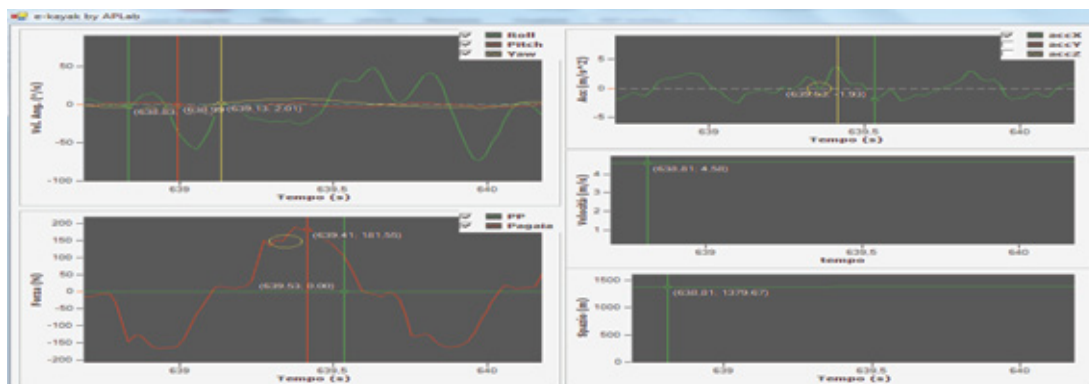 e-kayak by APLab
Roll
Pitch
Yaw
Vel. Ang. (°/s)
50
0
-50
-100
(638.83
(638.99
(639.13; 2.01)
639
639.5
640
Tempo (s)
PP
Pagaia
Forza (N)
200
150
100
50
0
-50
-100
-150
-200
(639.41; 181.55)
(639.53; 0.00)
639
639.5
640
Tempo (s)
accX
accY
accZ
Acc (m/s^2)
5
0
-5
(639.53; -1.93)
639
639.5
640
Tempo (s)
Velocità (m/s)
4
3
2
1
(638.81; 4.58)
639
639.5
640
tempo
Spazio (m)
1500
1000
500
0
(638.81; 1379.67)
639
639.5
640
Tempo (s)